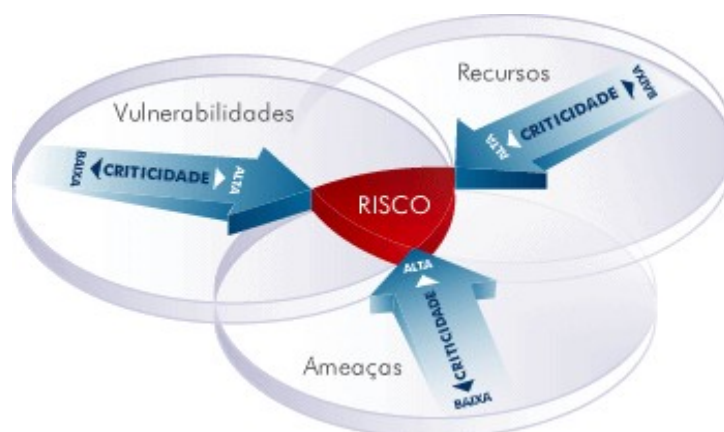 Recursos
BAIXA
CRITICIDADE
ALTA
Vulnerabilidades
BAIXA
CRITICIDADE
ALTA
RISCO
ALTA
CRITICIDADE
BAIXA
Ameaças